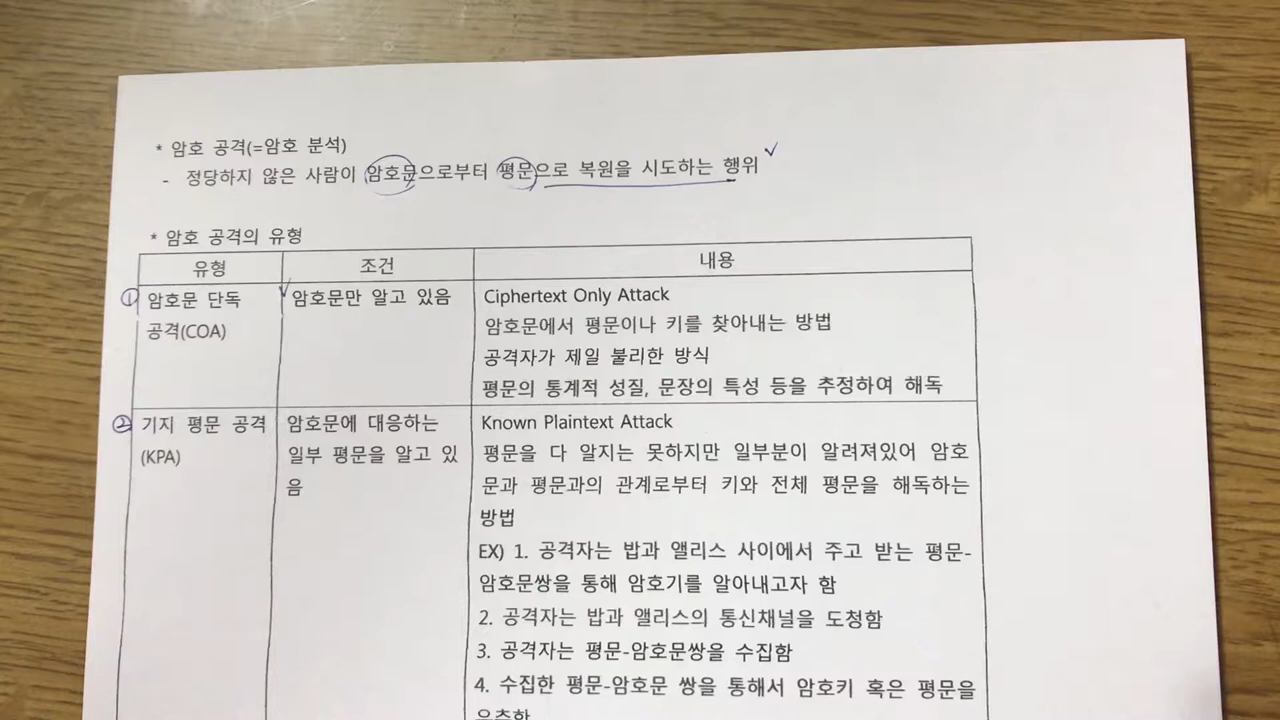 * 암호 공격(=암호 분석)
- 정당하지 않은 사람이 암호문으로부터 평문으로 복원을 시도하는 행위
* 암호 공격의 유형
유형 조건 내용
① 암호문 단독 공격(COA)
암호문만 알고 있음
Ciphertext Only Attack
암호문에서 평문이나 키를 찾아내는 방법
공격자가 제일 불리한 방식
평문의 통계적 성질, 문장의 특성 등을 추정하여 해독
② 기지 평문 공격
(KPA)
암호문에 대응하는
일부 평문을 알고 있
음
Known Plaintext Attack
평문을 다 알지는 못하지만 일부분이 알려져있어 암호
문과 평문과의 관계로부터 키와 전체 평문을 해독하는
방법
EX) 1. 공격자는 밥과 앨리스 사이에서 주고 받는 평문-
암호문쌍을 통해 암호기를 알아내고자 함
2. 공격자는 밥과 앨리스의 통신채널을 도청함
3. 공격자는 평문-암호문쌍을 수집함
4. 수집한 평문-암호문 쌍을 통해서 암호키 혹은 평문을